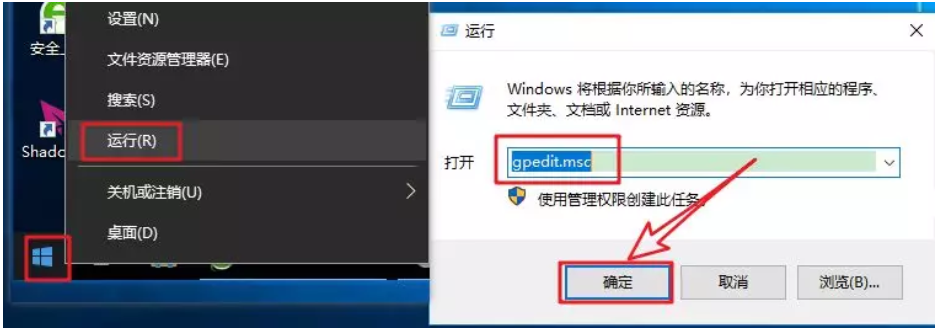 设置(N)
安全
文件资源管理器(E)
搜索(S)
运行(R)
Shado
关机或注销(U)
桌面(D)
运行
Windows 将根据你所输入的名称，为你打开相应的程序、
文件夹、文档或 Internet 资源。
打开
gpedit.msc
使用管理权限创建此任务。
确定
取消
浏览(B)...